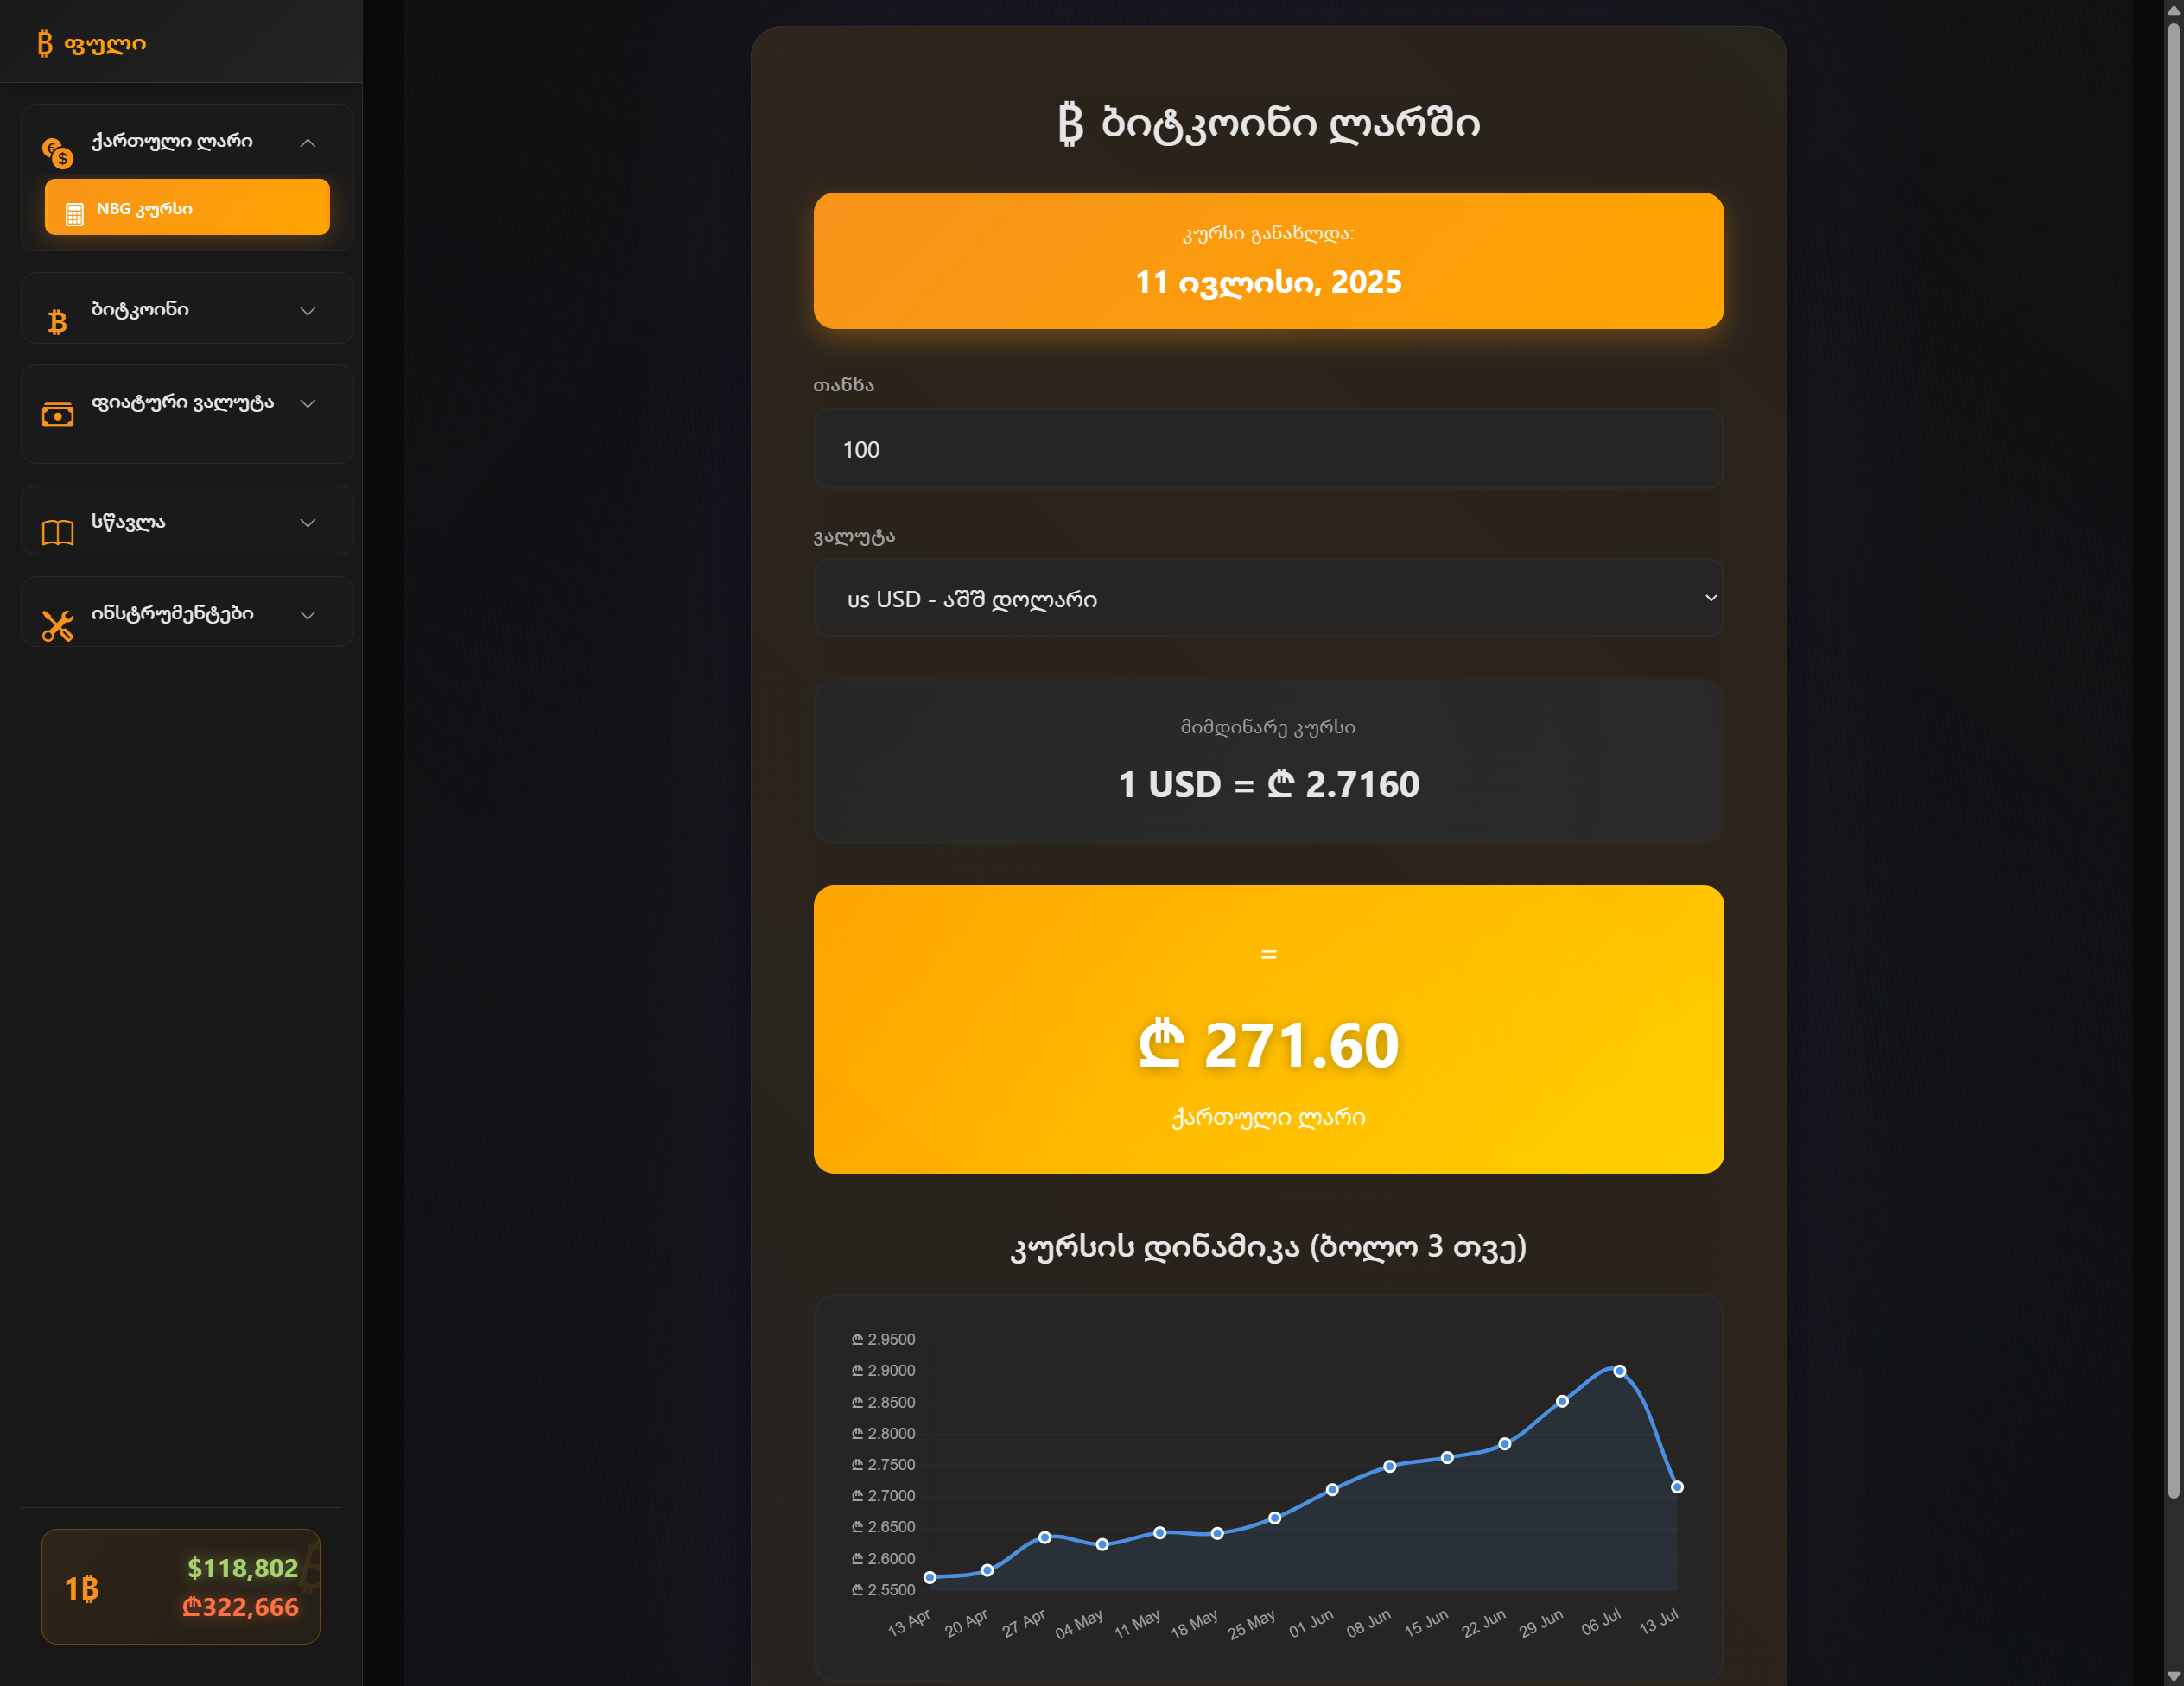 ₿ ფული
ქართული ლარი
NBG კურსი
ბიტკოინი
ფიატური ვალუტა
სწავლა
ინსტრუმენტები
1₿
$118,802
₾322,666
₿ ბიტკოინი ლარში
კურსი განახლდა:
11 ივლისი, 2025
თანხა
100
ვალუტა
us USD - აშშ დოლარი
მიმდინარე კურსი
1 USD = ₾ 2.7160
=
₾ 271.60
ქართული ლარი
კურსის დინამიკა (ბოლო 3 თვე)
₾ 2.9500
₾ 2.9000
₾ 2.8500
₾ 2.8000
₾ 2.7500
₾ 2.7000
₾ 2.6500
₾ 2.6000
₾ 2.5500
13 Apr 20 Apr 27 Apr 04 May 11 May 18 May 25 May 01 Jun 08 Jun 15 Jun 22 Jun 29 Jun 06 Jul 13 Jul